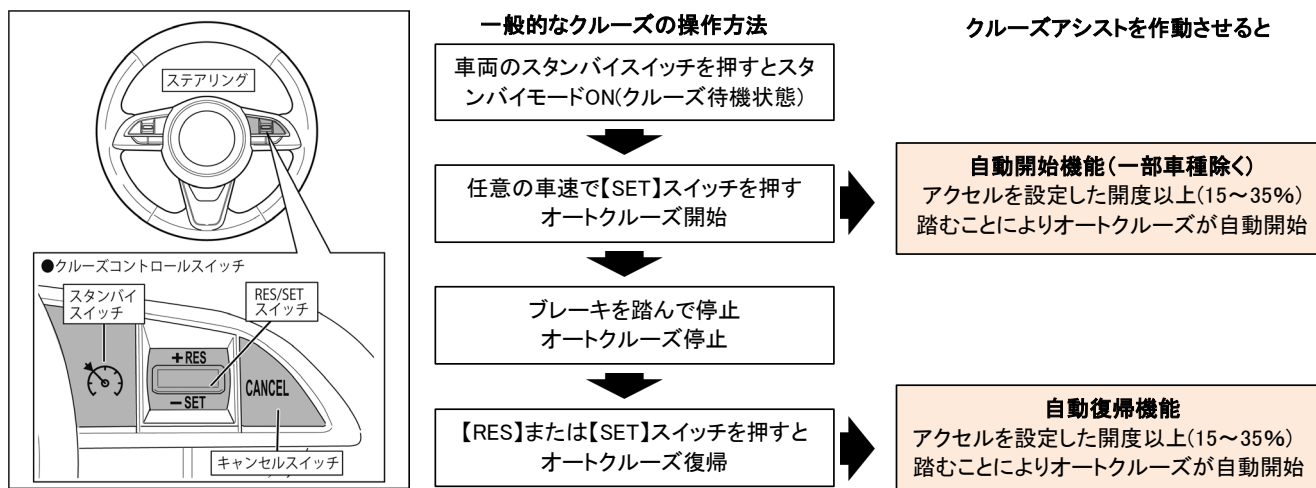 ステアリング
●クルーズコントロールスイッチ
スタンバイ
スイッチ
RES/SET
スイッチ
＋RES
－SET
CANCEL
キャンセルスイッチ
一般的なクルーズの操作方法
車両のスタンバイスイッチを押すとスタ
ンバイモードON(クルーズ待機状態)
任意の車速で【SET】スイッチを押す
オートクルーズ開始
ブレーキを踏んで停止
オートクルーズ停止
【RES】または【SET】スイッチを押すと
オートクルーズ復帰
クルーズアシストを作動させると
自動開始機能(一部車種除く)
アクセルを設定した開度以上(15～35%)
踏むことによりオートクルーズが自動開始
自動復帰機能
アクセルを設定した開度以上(15～35%)
踏むことによりオートクルーズが自動開始